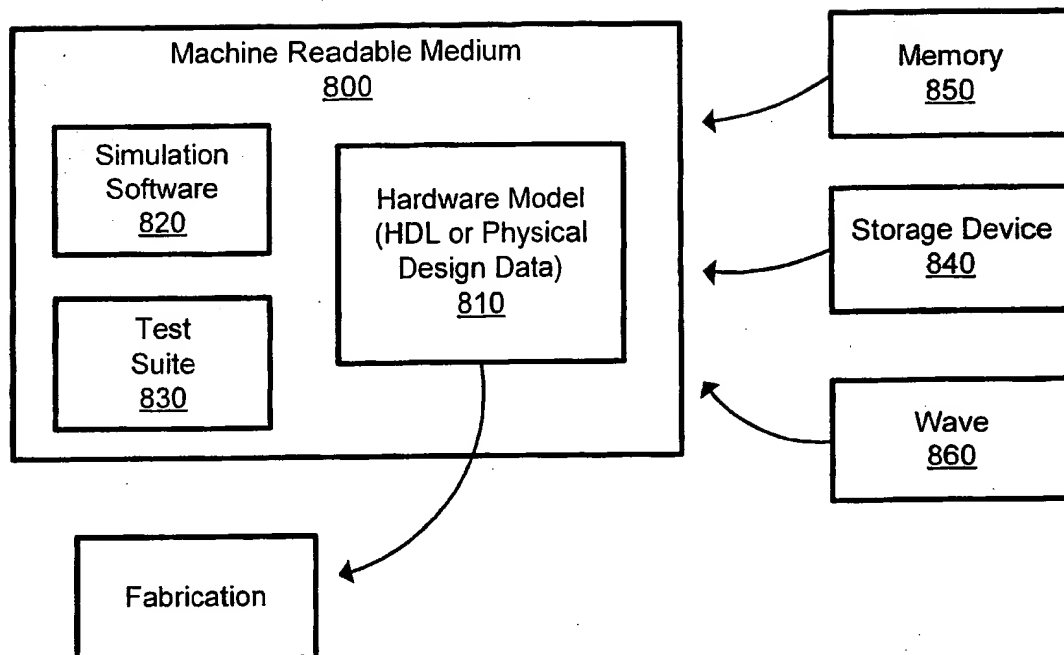 Machine Readable Medium
800
Simulation
Software
820
Test
Suite
830
Hardware Model
(HDL or Physical
Design Data)
810
Memory
850
Storage Device
840
Wave
860
Fabrication